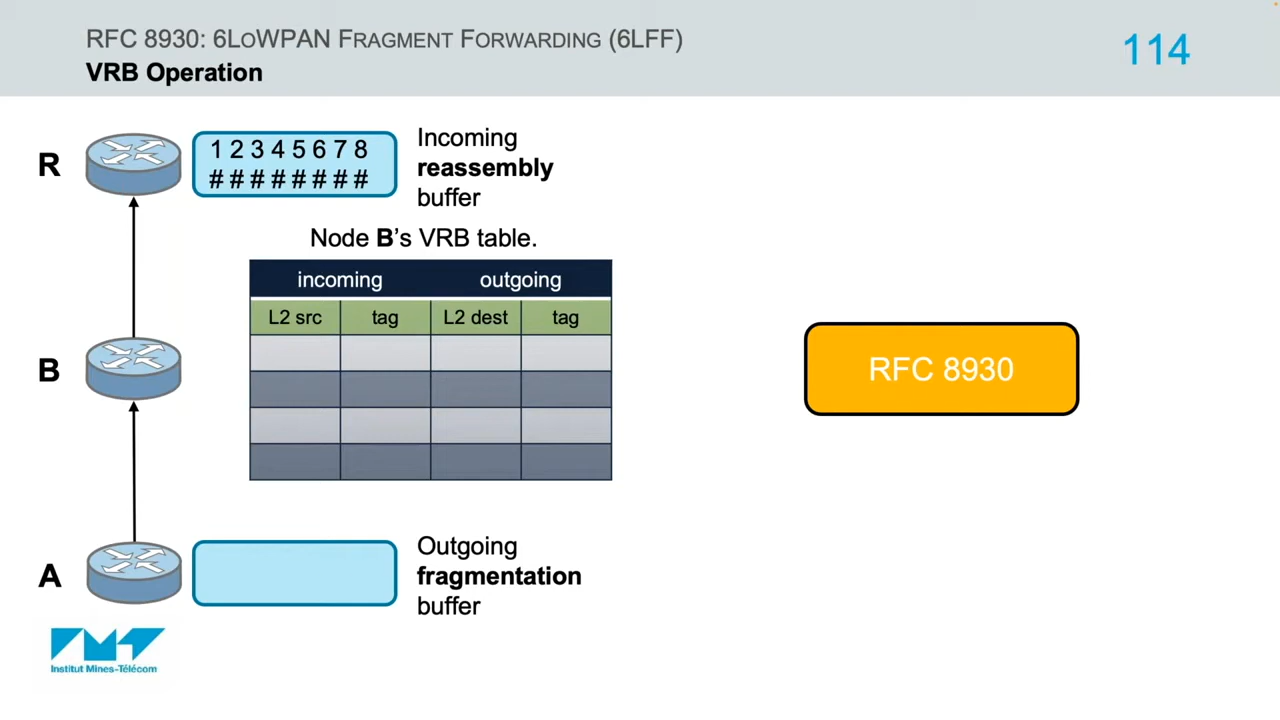 RFC 8930: 6LoWPAN Fragment Forwarding (6LFF)
VRB Operation
114
R
1 2 3 4 5 6 7 8
# # # # # # # #
Incoming
reassembly
buffer
Node B's VRB table.
incoming outgoing
L2 src tag L2 dest tag
B
RFC 8930
A
Outgoing
fragmentation
buffer
IMT
Institut Mines-Télécom